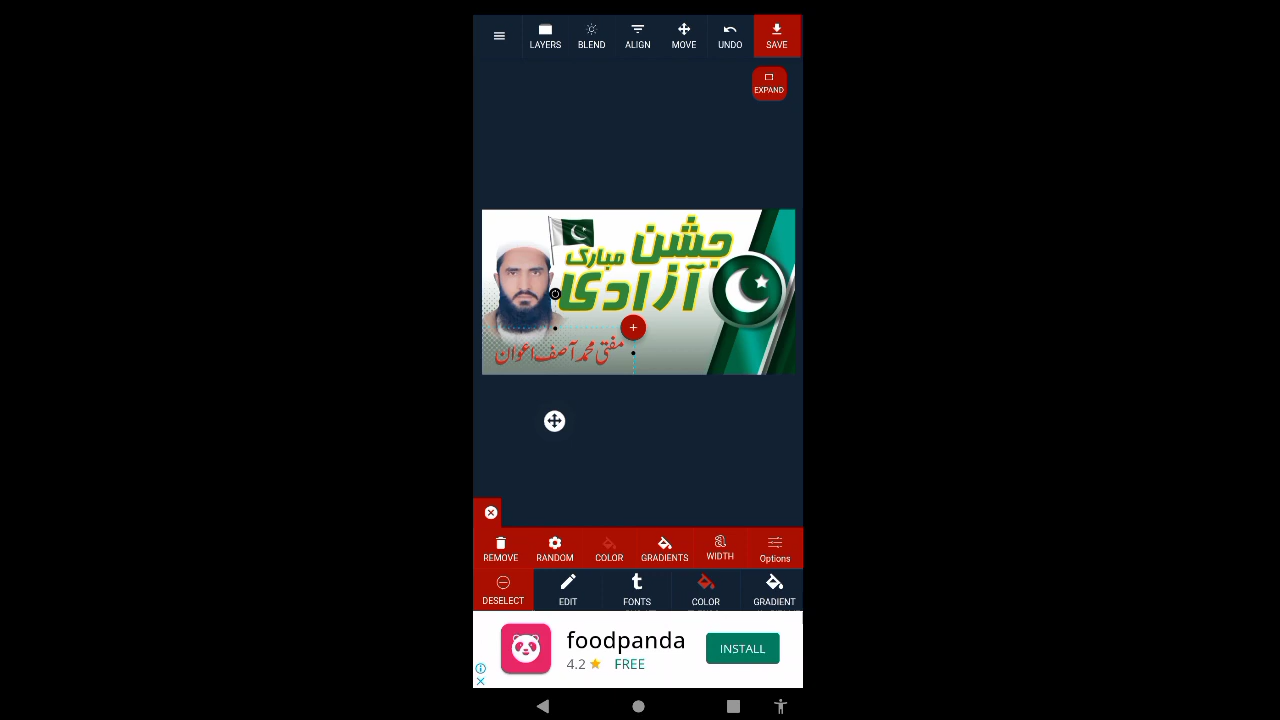 LAYERS BLEND ALIGN MOVE UNDO SAVE
EXPAND
جشن
مبارک
آزادی
مفتی محمد آصف اعوان
REMOVE RANDOM COLOR GRADIENTS WIDTH Options
DESELECT EDIT FONTS COLOR GRADIENT
foodpanda
4.2 FREE
INSTALL